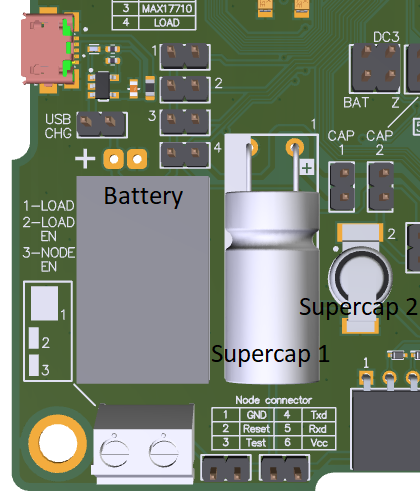 3 MAX17710
4 LOAD
1
2
3
4
USB
CHG
+
DC3
BAT Z
CAP
1
CAP
2
1
+
Battery
1-LOAD
2-LOAD
EN
3-NODE
EN
1
2
3
2
Supercap 2
Supercap 1
1
Node connector
1 GND 4 Txd
2 Reset 5 Rxd
3 Test 6 Vcc